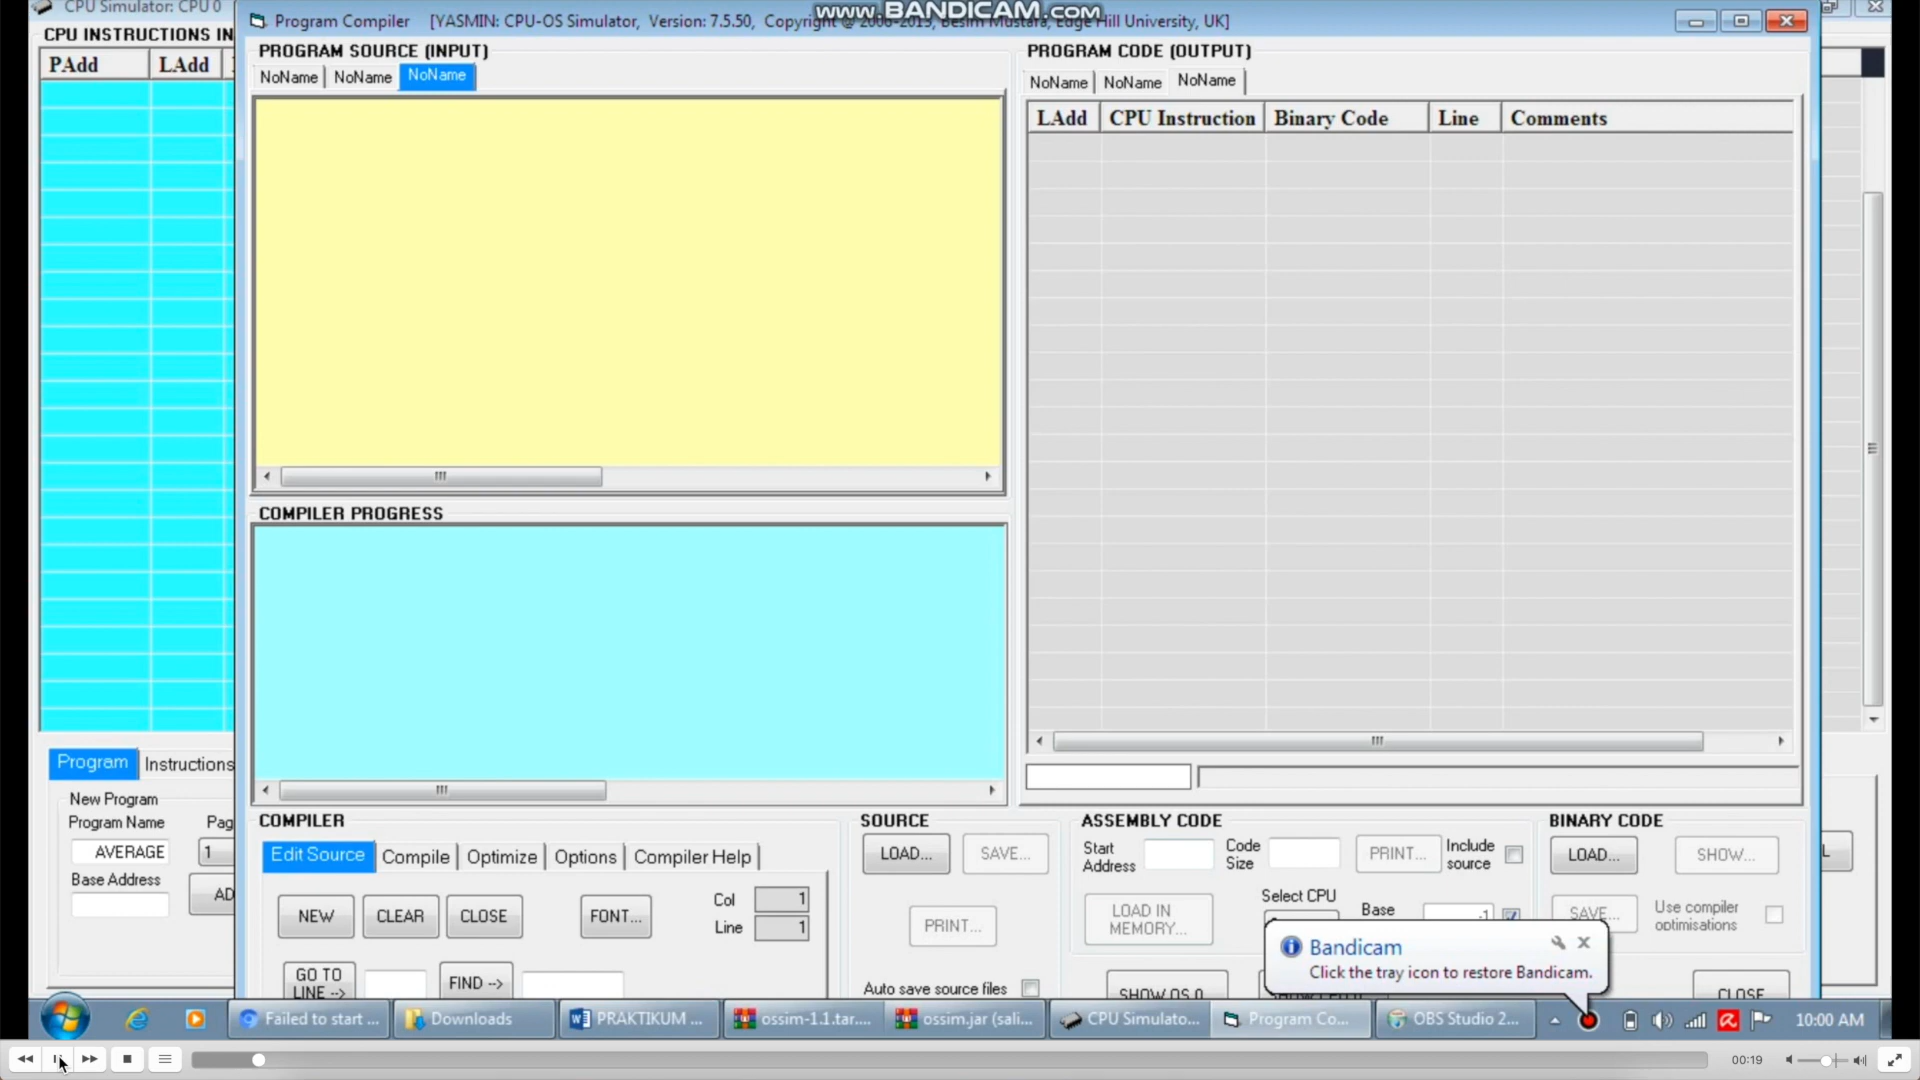 CPU Simulator: CPU 0
www.BANDICAM.com
Program Compiler [YASMIN: CPU-OS Simulator, Version: 7.5.50, Copyright @ 2006-2013, Besim Mustafa, Edge Hill University, UK]
CPU INSTRUCTIONS IN
PAdd LAdd
PROGRAM SOURCE (INPUT)
NoName NoName NoName
PROGRAM CODE (OUTPUT)
NoName NoName NoName
LAdd CPU Instruction Binary Code Line Comments
COMPILER PROGRESS
Program Instructions
New Program
Program Name Pag
AVERAGE 1
Base Address
AD
COMPILER
Edit Source Compile Optimize Options Compiler Help
NEW CLEAR CLOSE FONT...
Col 1
Line 1
GO TO LINE --> FIND -->
SOURCE
LOAD... SAVE...
PRINT...
Auto save source files
ASSEMBLY CODE
Start Address Code Size PRINT... Include source
LOAD IN MEMORY... Select CPU Base -1
SHOW OS 0
BINARY CODE
LOAD... SHOW...
SAVE... Use compiler optimisations
CLOSE
L
Bandicam
Click the tray icon to restore Bandicam.
Failed to start ... Downloads PRAKTIKUM ... ossim-1.1.tar.... ossim.jar (sali... CPU Simulato... Program Co... OBS Studio 2... 10:00 AM
00:19